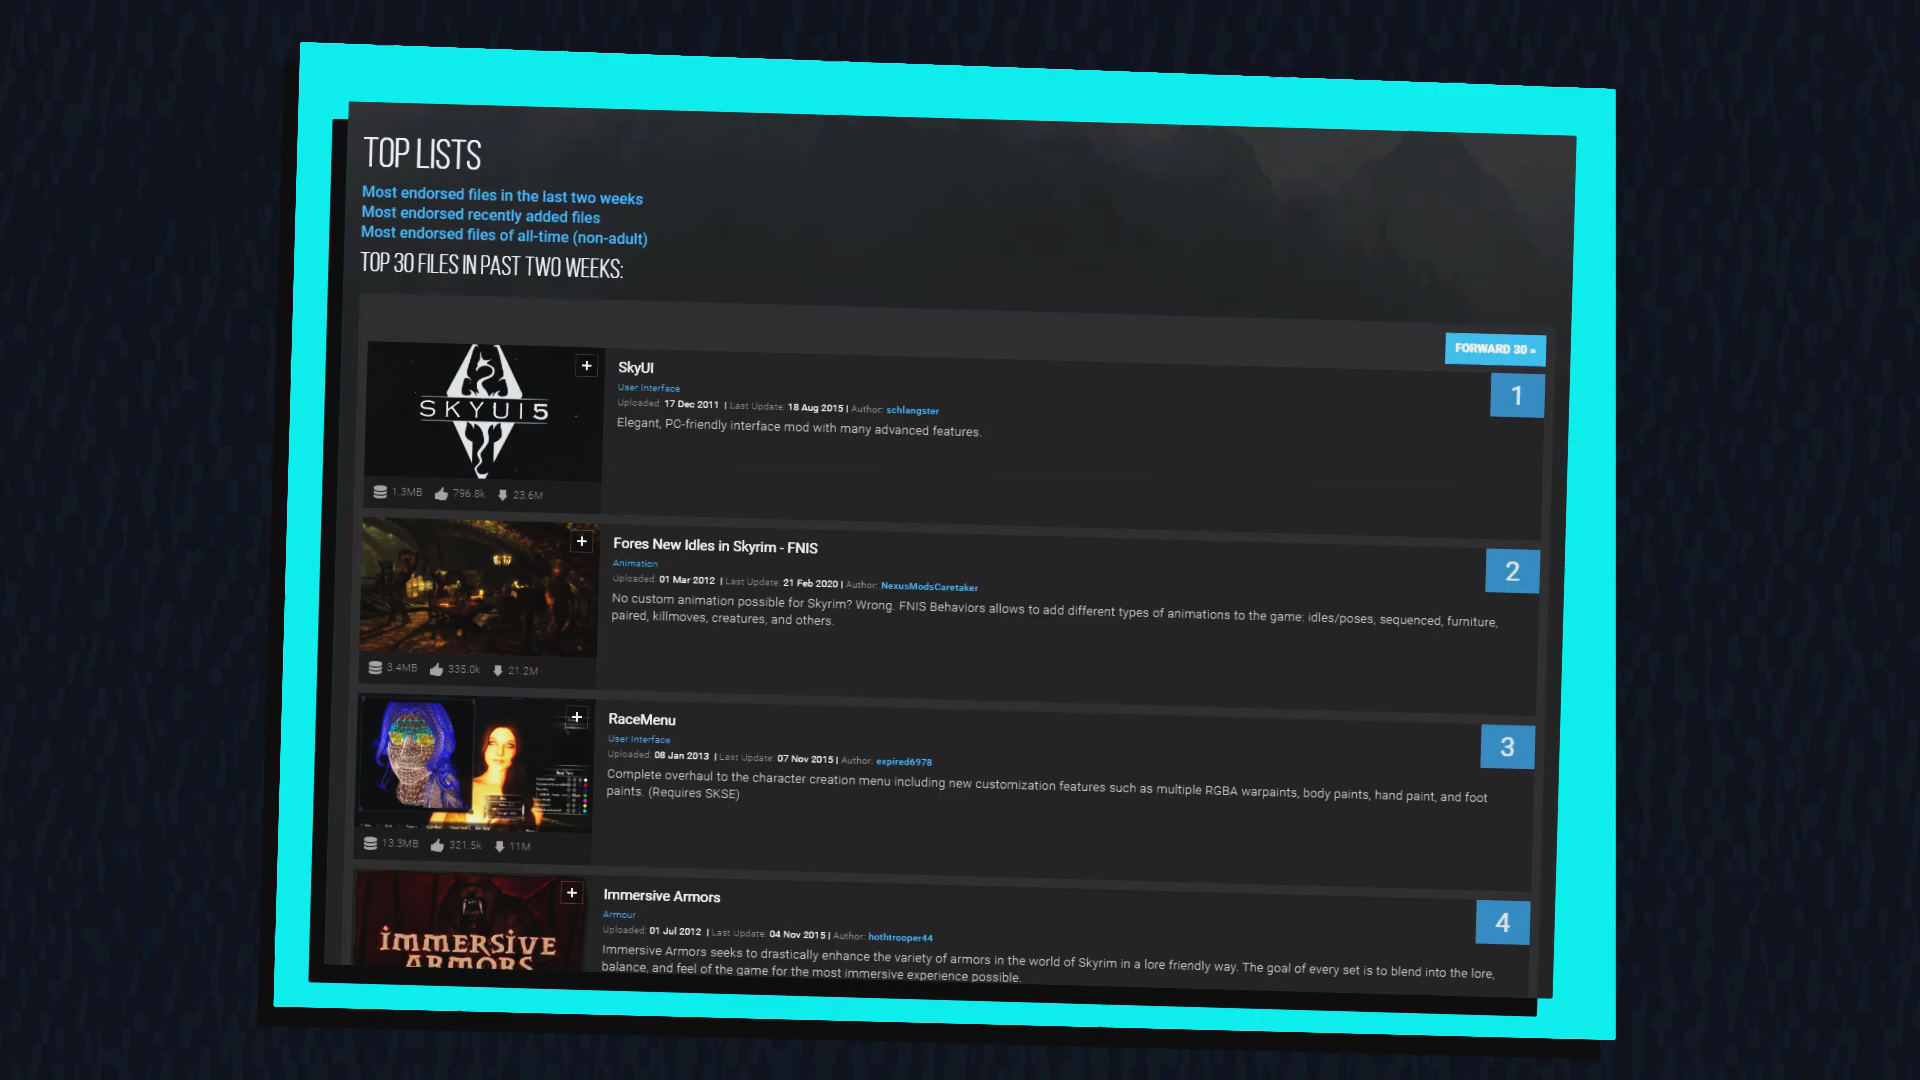 TOP LISTS
Most endorsed files in the last two weeks
Most endorsed recently added files
Most endorsed files of all-time (non-adult)
TOP 30 FILES IN PAST TWO WEEKS:
FORWARD 30 »
SKYUI5
+
SkyUI
User Interface
Uploaded: 17 Dec 2011 | Last Update: 18 Aug 2015 | Author: schlangster
Elegant, PC-friendly interface mod with many advanced features.
1
1.3MB 796.8k 23.6M
+
Fores New Idles in Skyrim - FNIS
Animation
Uploaded: 01 Mar 2012 | Last Update: 21 Feb 2020 | Author: NexusModsCaretaker
No custom animation possible for Skyrim? Wrong. FNIS Behaviors allows to add different types of animations to the game: idles/poses, sequenced, furniture,
paired, killmoves, creatures, and others.
2
3.4MB 335.0k 21.2M
+
RaceMenu
User Interface
Uploaded: 08 Jan 2013 | Last Update: 07 Nov 2015 | Author: expired6978
Complete overhaul to the character creation menu including new customization features such as multiple RGBA warpaints, body paints, hand paint, and foot
paints. (Requires SKSE)
3
13.3MB 321.5k 11M
IMMERSIVE
ARMORS
+
Immersive Armors
Armour
Uploaded: 01 Jul 2012 | Last Update: 04 Nov 2015 | Author: hothtrooper44
Immersive Armors seeks to drastically enhance the variety of armors in the world of Skyrim in a lore friendly way. The goal of every set is to blend into the lore,
balance, and feel of the game for the most immersive experience possible.
4